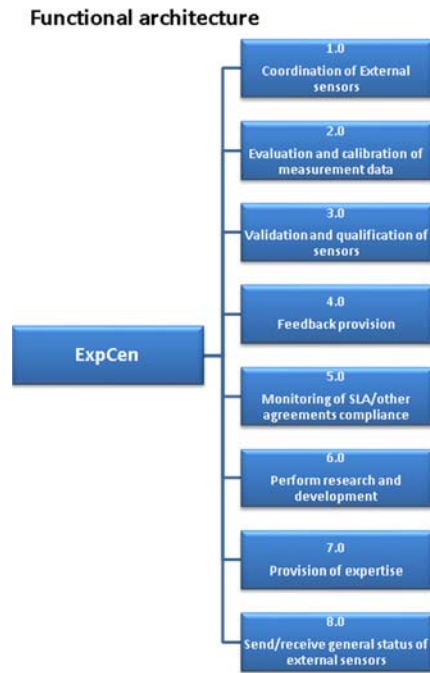 Functional architecture
1.0
Coordination of External
sensors
2.0
Evaluation and calibration of
measurement data
3.0
Validation and qualification of
sensors
4.0
Feedback provision
ExpCen
5.0
Monitoring of SLA/other
agreements compliance
6.0
Perform research and
development
7.0
Provision of expertise
8.0
Send/receive general status of
external sensors